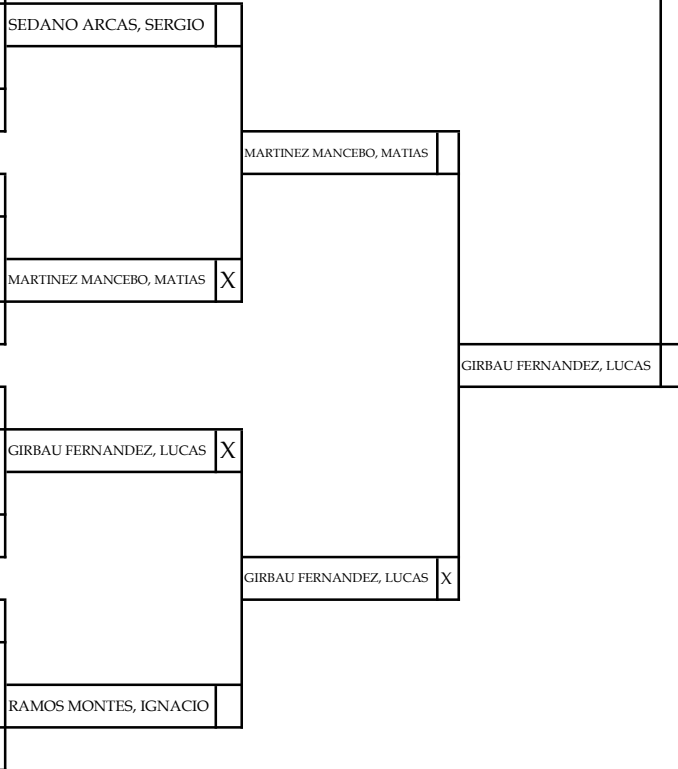 SEDANO ARCAS, SERGIO
MARTINEZ MANCEBO, MATIAS
MARTINEZ MANCEBO, MATIAS X
GIRBAU FERNANDEZ, LUCAS
GIRBAU FERNANDEZ, LUCAS X
GIRBAU FERNANDEZ, LUCAS X
RAMOS MONTES, IGNACIO